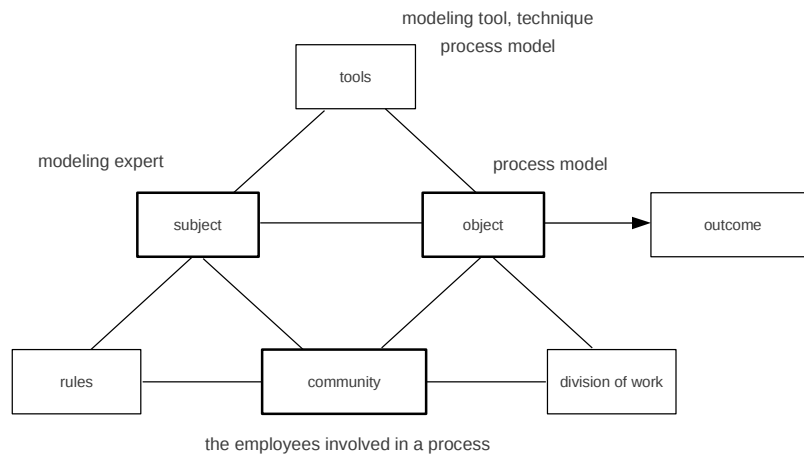 modeling tool, technique
process model
tools
modeling expert
process model
subject
object
outcome
rules
community
division of work
the employees involved in a process